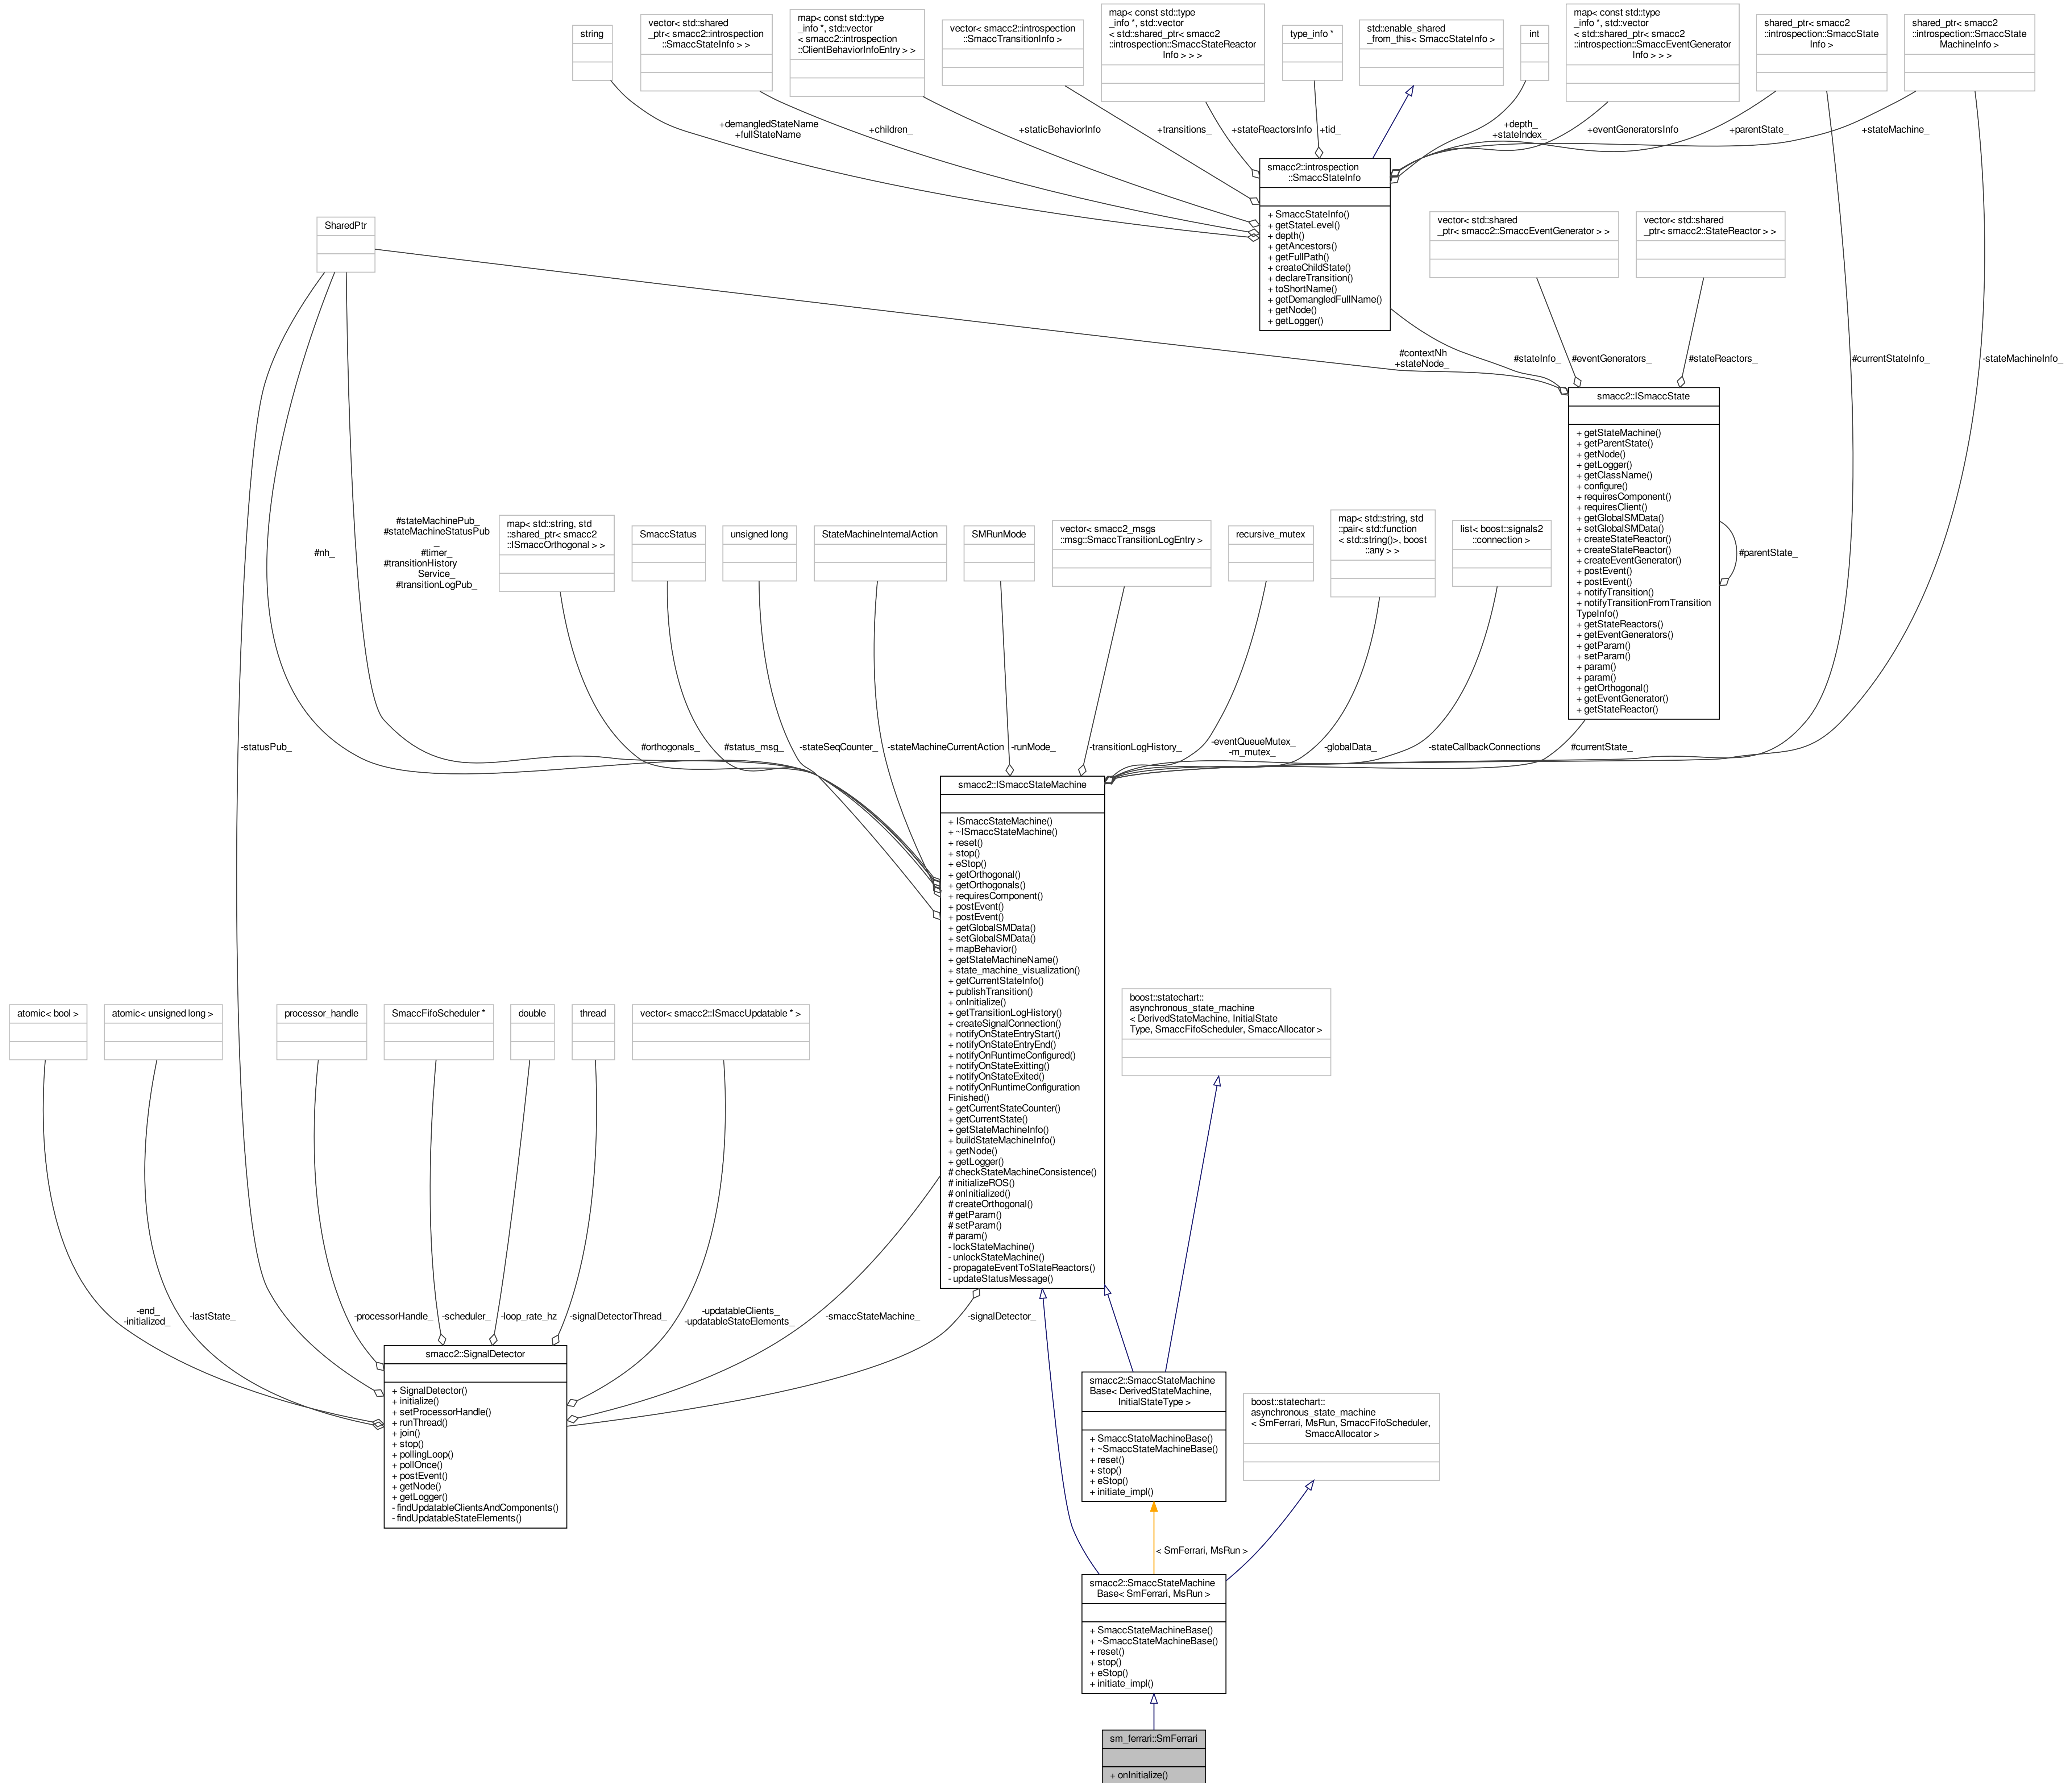 string
vector< std::shared
_ptr< smacc2::introspection
::SmaccStateInfo > >
map< const std::type
_info *, std::vector
< smacc2::introspection
::ClientBehaviorInfoEntry > >
vector< smacc2::introspection
::SmaccTransitionInfo >
map< const std::type
_info *, std::vector
< std::shared_ptr< smacc2
::introspection::SmaccStateReactor
Info > > >
type_info *
std::enable_shared
_from_this< SmaccStateInfo >
int
map< const std::type
_info *, std::vector
< std::shared_ptr< smacc2
::introspection::SmaccEventGenerator
Info > > >
shared_ptr< smacc2
::introspection::SmaccState
Info >
shared_ptr< smacc2
::introspection::SmaccState
MachineInfo >
+demangledStateName
+fullStateName
+children_
+staticBehaviorInfo
+transitions_
+stateReactorsInfo
+tid_
+depth_
+stateIndex_
+eventGeneratorsInfo
+parentState_
+stateMachine_
smacc2::introspection
::SmaccStateInfo
+ SmaccStateInfo()
+ getStateLevel()
+ depth()
+ getAncestors()
+ getFullPath()
+ createChildState()
+ declareTransition()
+ toShortName()
+ getDemangledFullName()
+ getNode()
+ getLogger()
SharedPtr
vector< std::shared
_ptr< smacc2::SmaccEventGenerator > >
vector< std::shared
_ptr< smacc2::StateReactor > >
#contextNh
+stateNode_
#stateInfo_
#eventGenerators_
#stateReactors_
#currentStateInfo_
-stateMachineInfo_
smacc2::ISmaccState
+ getStateMachine()
+ getParentState()
+ getNode()
+ getLogger()
+ getClassName()
+ configure()
+ requiresComponent()
+ requiresClient()
+ getGlobalSMData()
+ setGlobalSMData()
+ createStateReactor()
+ createStateReactor()
+ createEventGenerator()
+ postEvent()
+ postEvent()
+ notifyTransition()
+ notifyTransitionFromTransition
TypeInfo()
+ getStateReactors()
+ getEventGenerators()
+ getParam()
+ setParam()
+ param()
+ param()
+ getOrthogonal()
+ getEventGenerator()
+ getStateReactor()
#parentState_
#nh_
#stateMachinePub_
#stateMachineStatusPub
_
#timer_
#transitionHistory
Service_
#transitionLogPub_
map< std::string, std
::shared_ptr< smacc2
::ISmaccOrthogonal > >
SmaccStatus
unsigned long
StateMachineInternalAction
SMRunMode
vector< smacc2_msgs
::msg::SmaccTransitionLogEntry >
recursive_mutex
map< std::string, std
::pair< std::function
< std::string()>, boost
::any > >
list< boost::signals2
::connection >
-statusPub_
#orthogonals_
#status_msg_
-stateSeqCounter_
-stateMachineCurrentAction
-runMode_
-transitionLogHistory_
-eventQueueMutex_
-m_mutex_
-globalData_
-stateCallbackConnections
#currentState_
smacc2::ISmaccStateMachine
+ ISmaccStateMachine()
+ ~ISmaccStateMachine()
+ reset()
+ stop()
+ eStop()
+ getOrthogonal()
+ getOrthogonals()
+ requiresComponent()
+ postEvent()
+ postEvent()
+ getGlobalSMData()
+ setGlobalSMData()
+ mapBehavior()
+ getStateMachineName()
+ state_machine_visualization()
+ getCurrentStateInfo()
+ publishTransition()
+ onInitialize()
+ getTransitionLogHistory()
+ createSignalConnection()
+ notifyOnStateEntryStart()
+ notifyOnStateEntryEnd()
+ notifyOnRuntimeConfigured()
+ notifyOnStateExitting()
+ notifyOnStateExited()
+ notifyOnRuntimeConfiguration
Finished()
+ getCurrentStateCounter()
+ getCurrentState()
+ getStateMachineInfo()
+ buildStateMachineInfo()
+ getNode()
+ getLogger()
# checkStateMachineConsistence()
# initializeROS()
# onInitialized()
# createOrthogonal()
# getParam()
# setParam()
# param()
- lockStateMachine()
- unlockStateMachine()
- propagateEventToStateReactors()
- updateStatusMessage()
atomic< bool >
atomic< unsigned long >
processor_handle
SmaccFifoScheduler *
double
thread
vector< smacc2::ISmaccUpdatable * >
boost::statechart::
asynchronous_state_machine
< DerivedStateMachine, InitialState
Type, SmaccFifoScheduler, SmaccAllocator >
-end_
-initialized_
-lastState_
-processorHandle_
-scheduler_
-loop_rate_hz
-signalDetectorThread_
-updatableClients_
-updatableStateElements_
-smaccStateMachine_
-signalDetector_
smacc2::SignalDetector
+ SignalDetector()
+ initialize()
+ setProcessorHandle()
+ runThread()
+ join()
+ stop()
+ pollingLoop()
+ pollOnce()
+ postEvent()
+ getNode()
+ getLogger()
- findUpdatableClientsAndComponents()
- findUpdatableStateElements()
smacc2::SmaccStateMachine
Base< DerivedStateMachine,
InitialStateType >
+ SmaccStateMachineBase()
+ ~SmaccStateMachineBase()
+ reset()
+ stop()
+ eStop()
+ initiate_impl()
boost::statechart::
asynchronous_state_machine
< SmFerrari, MsRun, SmaccFifoScheduler,
SmaccAllocator >
< SmFerrari, MsRun >
smacc2::SmaccStateMachine
Base< SmFerrari, MsRun >
+ SmaccStateMachineBase()
+ ~SmaccStateMachineBase()
+ reset()
+ stop()
+ eStop()
+ initiate_impl()
sm_ferrari::SmFerrari
+ onInitialize()